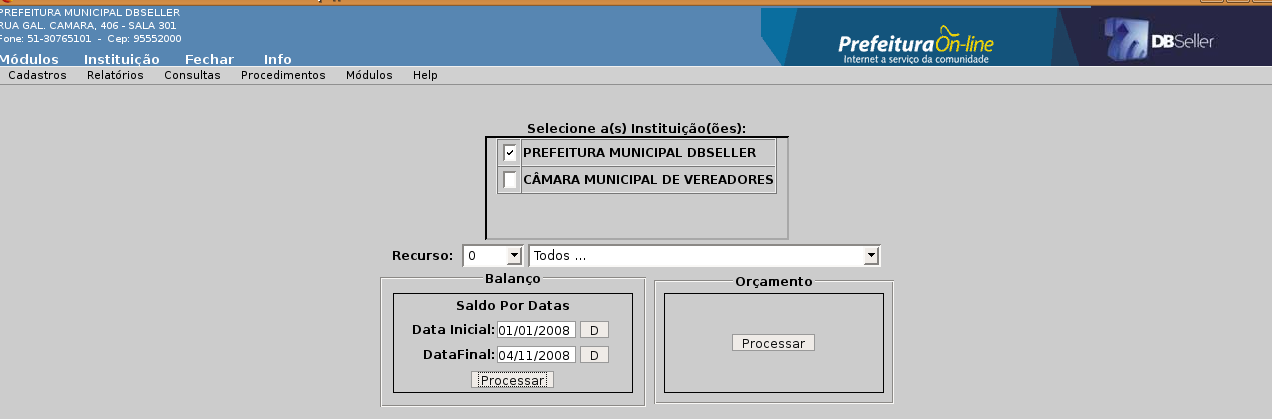 PREFEITURA MUNICIPAL DBSELLER
RUA GAL. CAMARA, 406 - SALA 301
Fone: 51-30765101 - Cep: 95552000
Módulos Instituição Fechar Info
PrefeituraOn-line
Internet a serviço da comunidade
DBSeller
Cadastros Relatórios Consultas Procedimentos Módulos Help
Selecione a(s) Instituição(ões):
PREFEITURA MUNICIPAL DBSELLER
CÂMARA MUNICIPAL DE VEREADORES
Recurso: 0 Todos ...
Balanço
Saldo Por Datas
Data Inicial: 01/01/2008 D
DataFinal: 04/11/2008 D
Processar
Orçamento
Processar